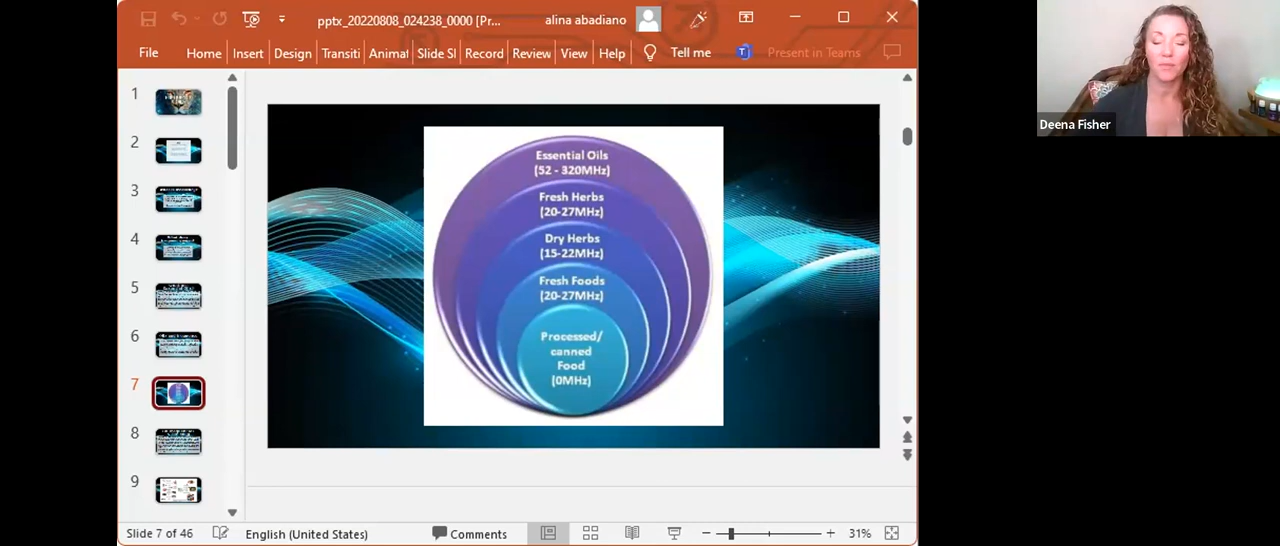 pptx_20220808_024238_0000 [Pr...
alina abadiano
File Home Insert Design Transiti Animal Slide Sl Record Review View Help Tell me Present in Teams
1
2
3
4
5
6
7
8
9
Essential Oils
(52 - 320MHz)
Fresh Herbs
(20-27MHz)
Dry Herbs
(15-22MHz)
Fresh Foods
(20-27MHz)
Processed/
canned
Food
(0MHz)
Deena Fisher
Slide 7 of 46 English (United States) Comments 31%